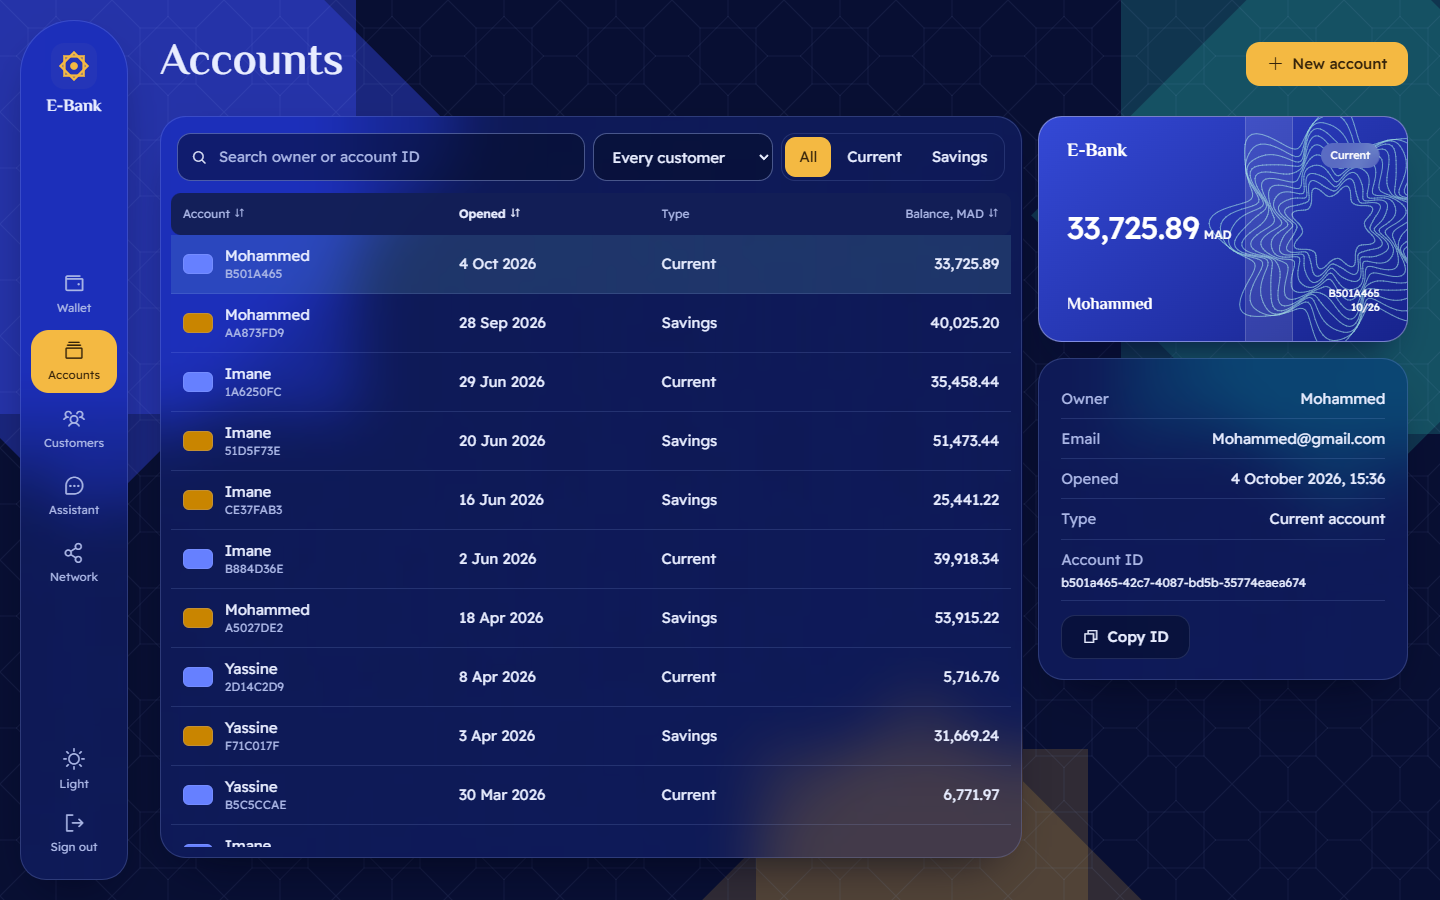 E-Bank
Wallet
Accounts
Customers
Assistant
Network
Light
Sign out
Accounts
New account
Search owner or account ID
Every customer
All
Current
Savings
Account
Opened
Type
Balance, MAD
Mohammed
B501A465
4 Oct 2026
Current
33,725.89
Mohammed
AA873FD9
28 Sep 2026
Savings
40,025.20
Imane
1A6250FC
29 Jun 2026
Current
35,458.44
Imane
51D5F73E
20 Jun 2026
Savings
51,473.44
Imane
CE37FAB3
16 Jun 2026
Savings
25,441.22
Imane
B884D36E
2 Jun 2026
Current
39,918.34
Mohammed
A5027DE2
18 Apr 2026
Savings
53,915.22
Yassine
2D14C2D9
8 Apr 2026
Current
5,716.76
Yassine
F71C017F
3 Apr 2026
Savings
31,669.24
Yassine
B5C5CCAE
30 Mar 2026
Current
6,771.97
Imane
E-Bank
Current
33,725.89 MAD
Mohammed
B501A465
10/26
Owner
Mohammed
Email
Mohammed@gmail.com
Opened
4 October 2026, 15:36
Type
Current account
Account ID
b501a465-42c7-4087-bd5b-35774eaea674
Copy ID